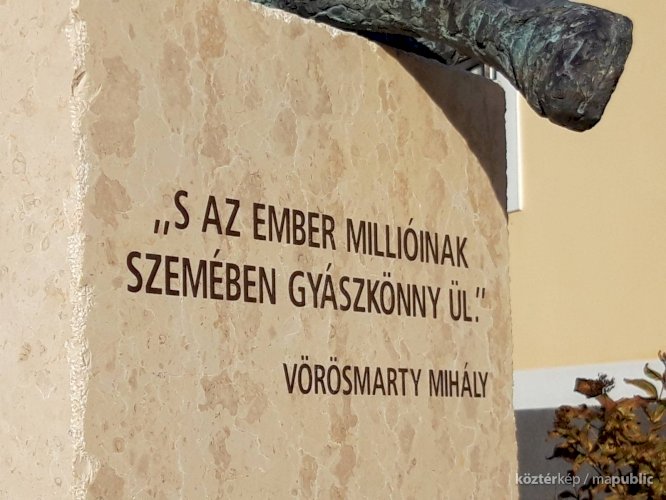 „S AZ EMBER MILLIÓINAK
SZEMÉBEN GYÁSZKÖNNY ÜL."
VÖRÖSMARTY MIHÁLY
köztérkép / mapublic